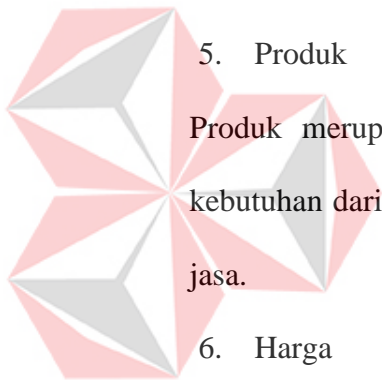 5. Produk
Produk merup
kebutuhan dari
jasa.
6. Harga